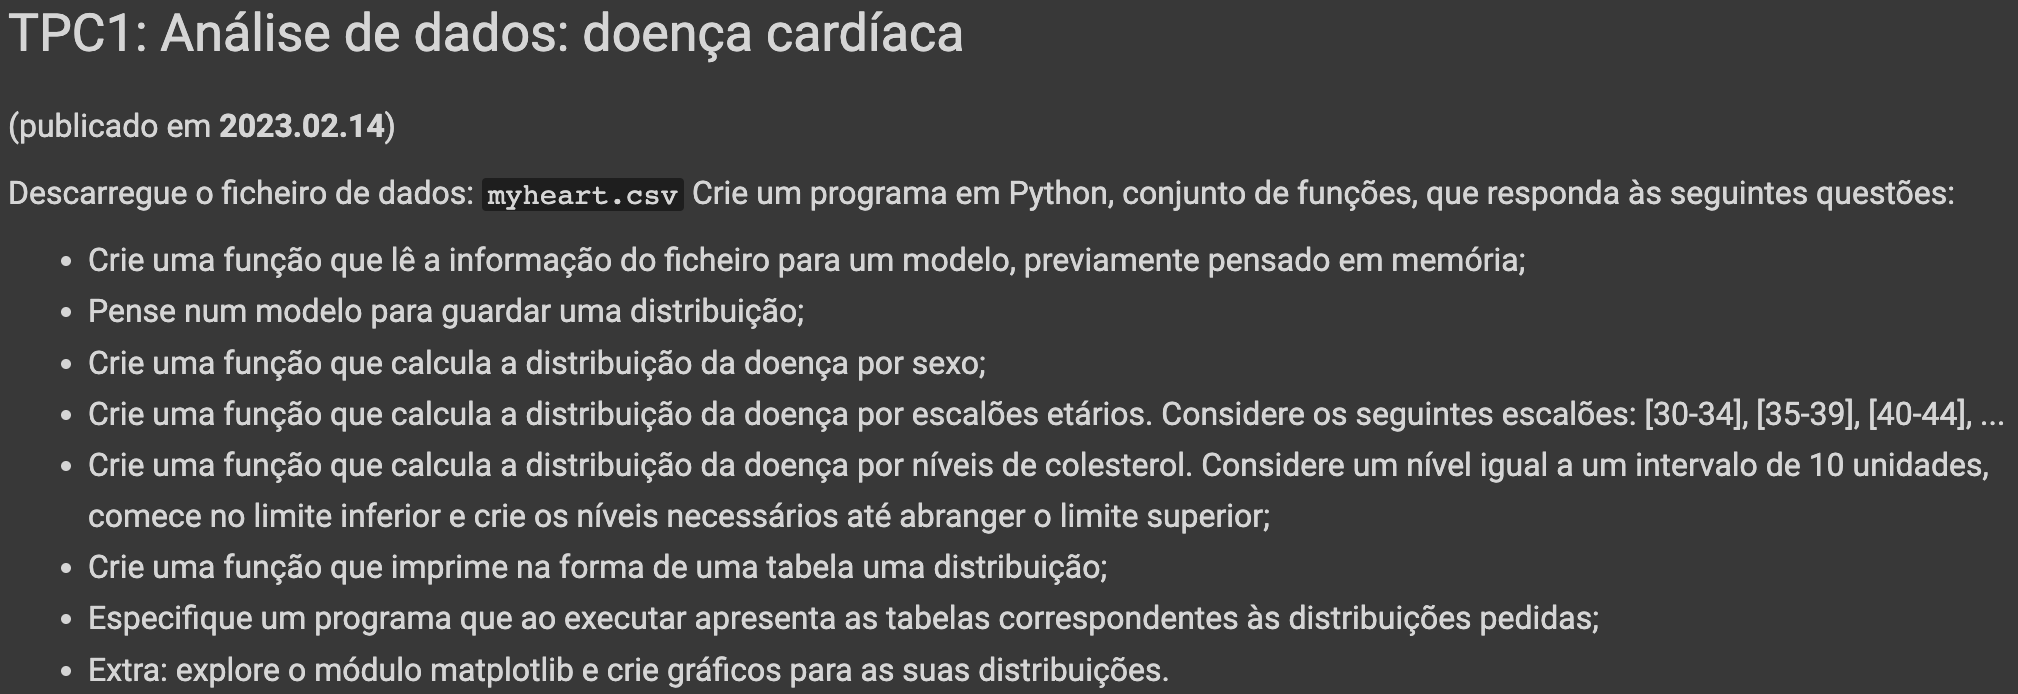 TPC1: Análise de dados: doença cardíaca
(publicado em 2023.02.14)
Descarregue o ficheiro de dados: myheart.csv Crie um programa em Python, conjunto de funções, que responda às seguintes questões:
• Crie uma função que lê a informação do ficheiro para um modelo, previamente pensado em memória;
• Pense num modelo para guardar uma distribuição;
• Crie uma função que calcula a distribuição da doença por sexo;
• Crie uma função que calcula a distribuição da doença por escalões etários. Considere os seguintes escalões: [30-34], [35-39], [40-44], ...
• Crie uma função que calcula a distribuição da doença por níveis de colesterol. Considere um nível igual a um intervalo de 10 unidades,
comece no limite inferior e crie os níveis necessários até abranger o limite superior;
• Crie uma função que imprime na forma de uma tabela uma distribuição;
• Especifique um programa que ao executar apresenta as tabelas correspondentes às distribuições pedidas;
• Extra: explore o módulo matplotlib e crie gráficos para as suas distribuições.